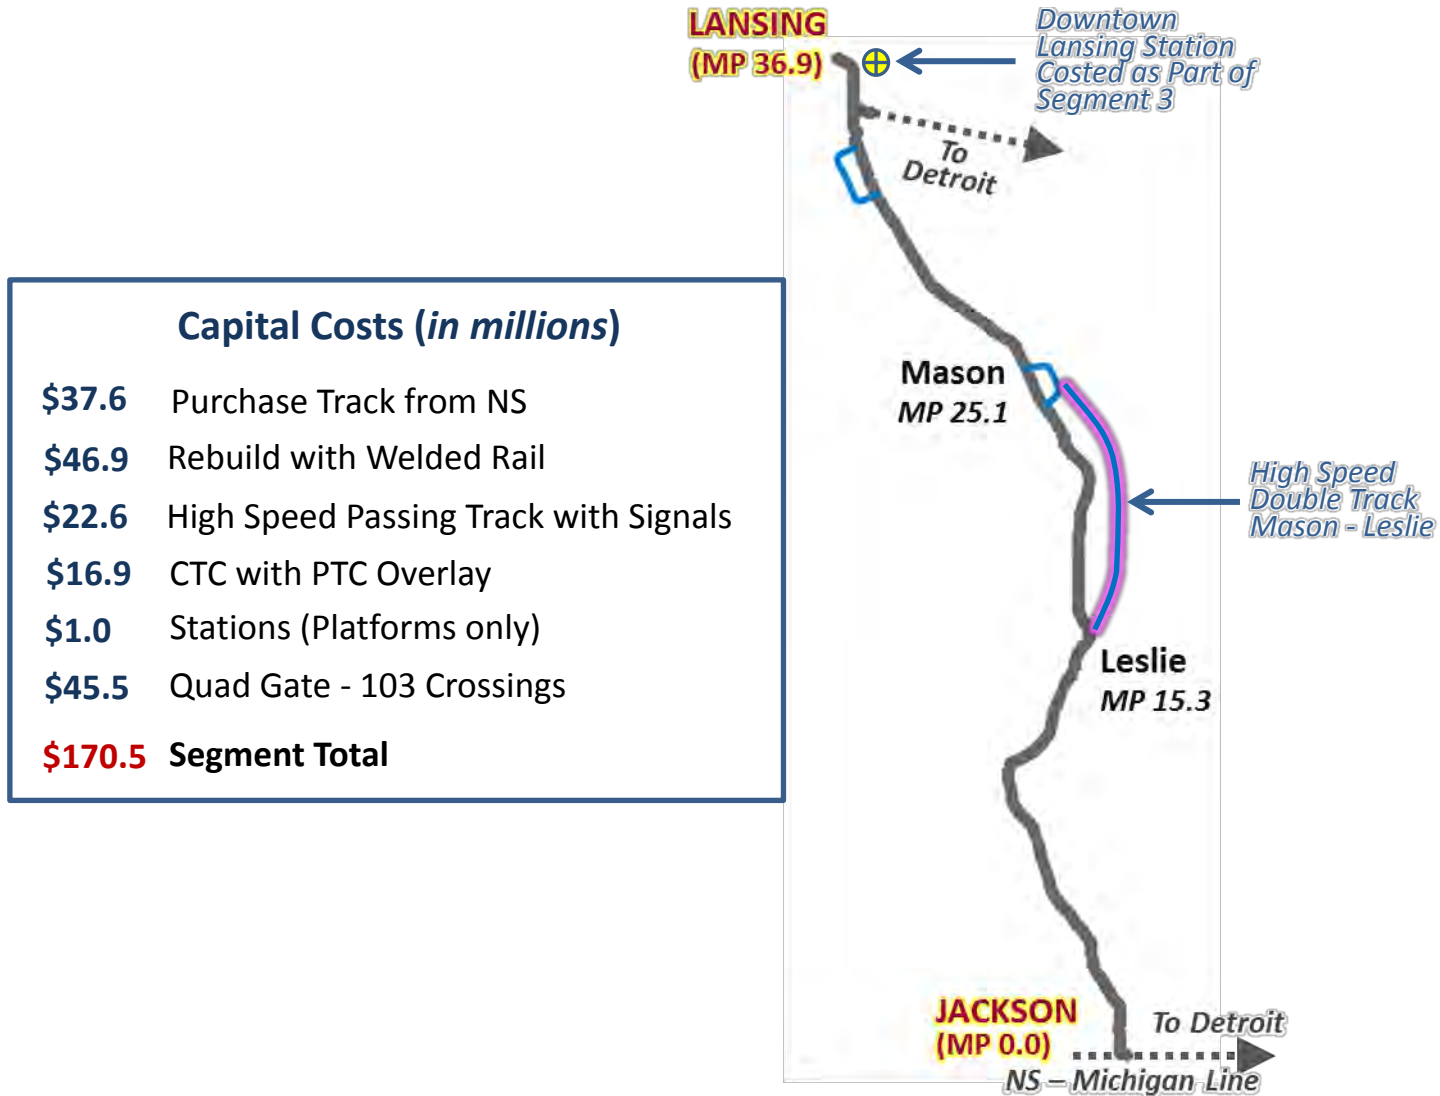 LANSING
(MP 36.9)
Downtown
Lansing Station
Costed as Part of
Segment 3
To
Detroit
Capital Costs (in millions)
$37.6 Purchase Track from NS
$46.9 Rebuild with Welded Rail
$22.6 High Speed Passing Track with Signals
$16.9 CTC with PTC Overlay
$1.0 Stations (Platforms only)
$45.5 Quad Gate - 103 Crossings
$170.5 Segment Total
Mason
MP 25.1
High Speed
Double Track
Mason - Leslie
Leslie
MP 15.3
JACKSON
(MP 0.0)
To Detroit
NS – Michigan Line